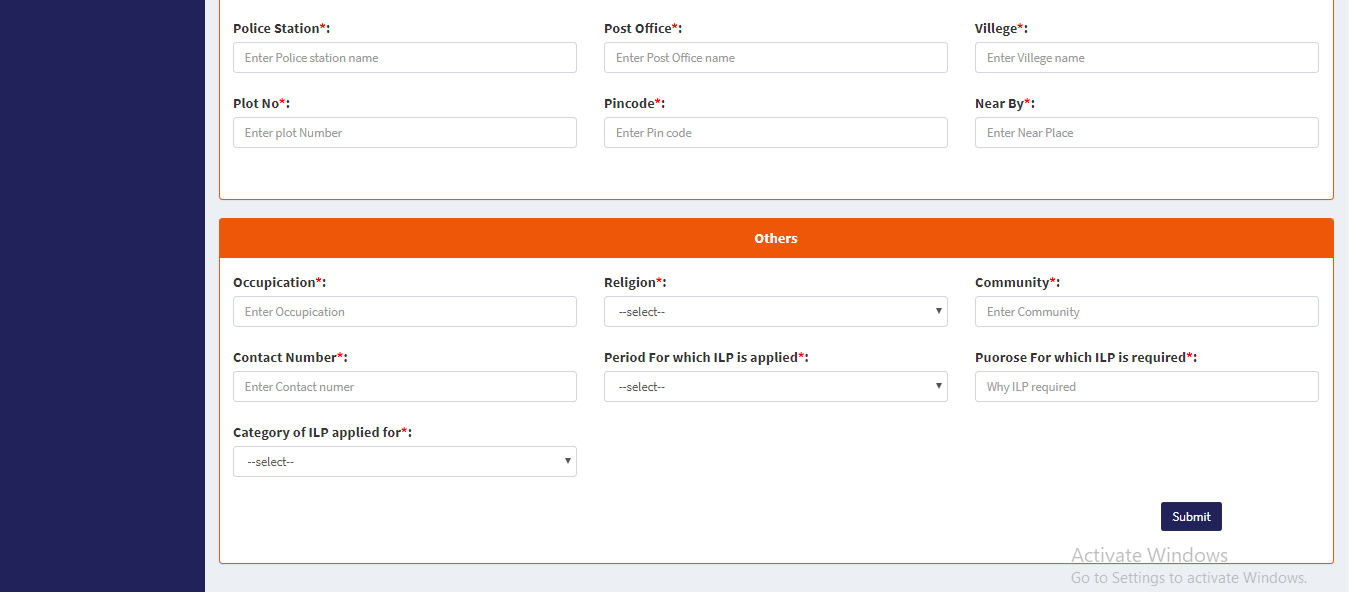 Police Station*: Post Office*: Villege*:
Enter Police station name Enter Post Office name Enter Villege name
Plot No*: Pincode*: Near By*:
Enter plot Number Enter Pin code Enter Near Place
Others
Occupication*: Religion*: Community*:
Enter Occupication --select-- Enter Community
Contact Number*: Period For which ILP is applied*: Puorose For which ILP is required*:
Enter Contact numer --select-- Why ILP required
Category of ILP applied for*:
--select--
Submit
Activate Windows
Go to Settings to activate Windows.